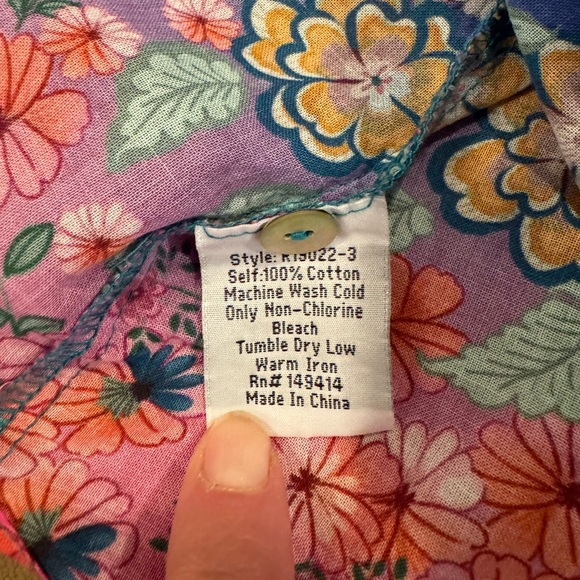 Style: R19022-3
Self:100% Cotton
Machine Wash Cold
Only Non-Chlorine
Bleach
Tumble Dry Low
Warm Iron
Rn# 149414
Made In China